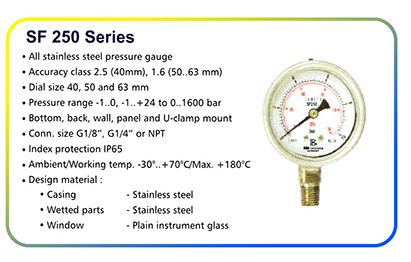 SF 250 Series
• All stainless steel pressure gauge
• Accuracy class 2.5 (40mm), 1.6 (50..63 mm)
• Dial size 40, 50 and 63 mm
• Pressure range -1..0, -1..+24 to 0..1600 bar
• Bottom, back, wall, panel and U-clamp mount
• Conn. size G1/8”, G1/4” or NPT
• Index protection IP65
• Ambient/Working temp. -30°..+70°C/Max. +180°C
• Design material :
• Casing - Stainless steel
• Wetted parts - Stainless steel
• Window - Plain instrument glass
SF250
bar